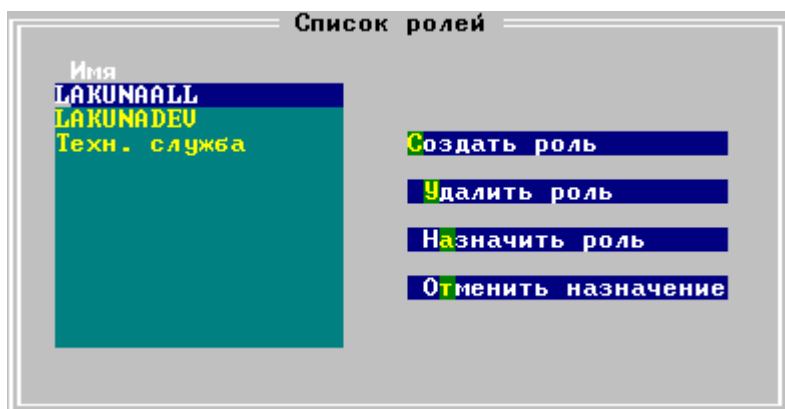 Список ролей
Имя
LAKUNAALL
LAKUNADEV
Техн. служба
Создать роль
Удалить роль
Назначить роль
Отменить назначение